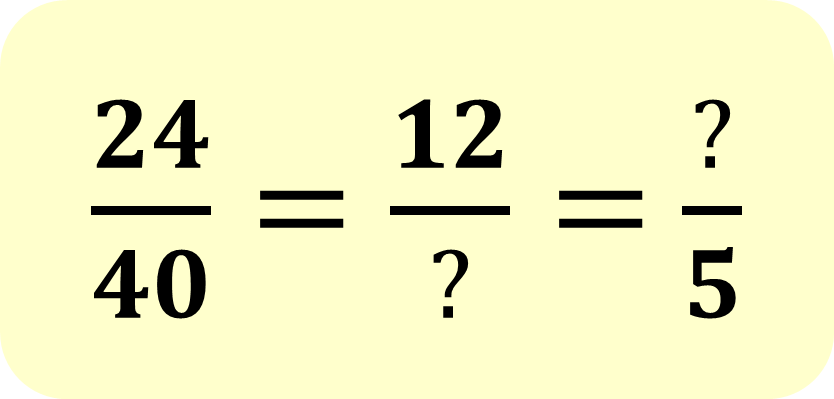 24/40 = 12/? = ?/5